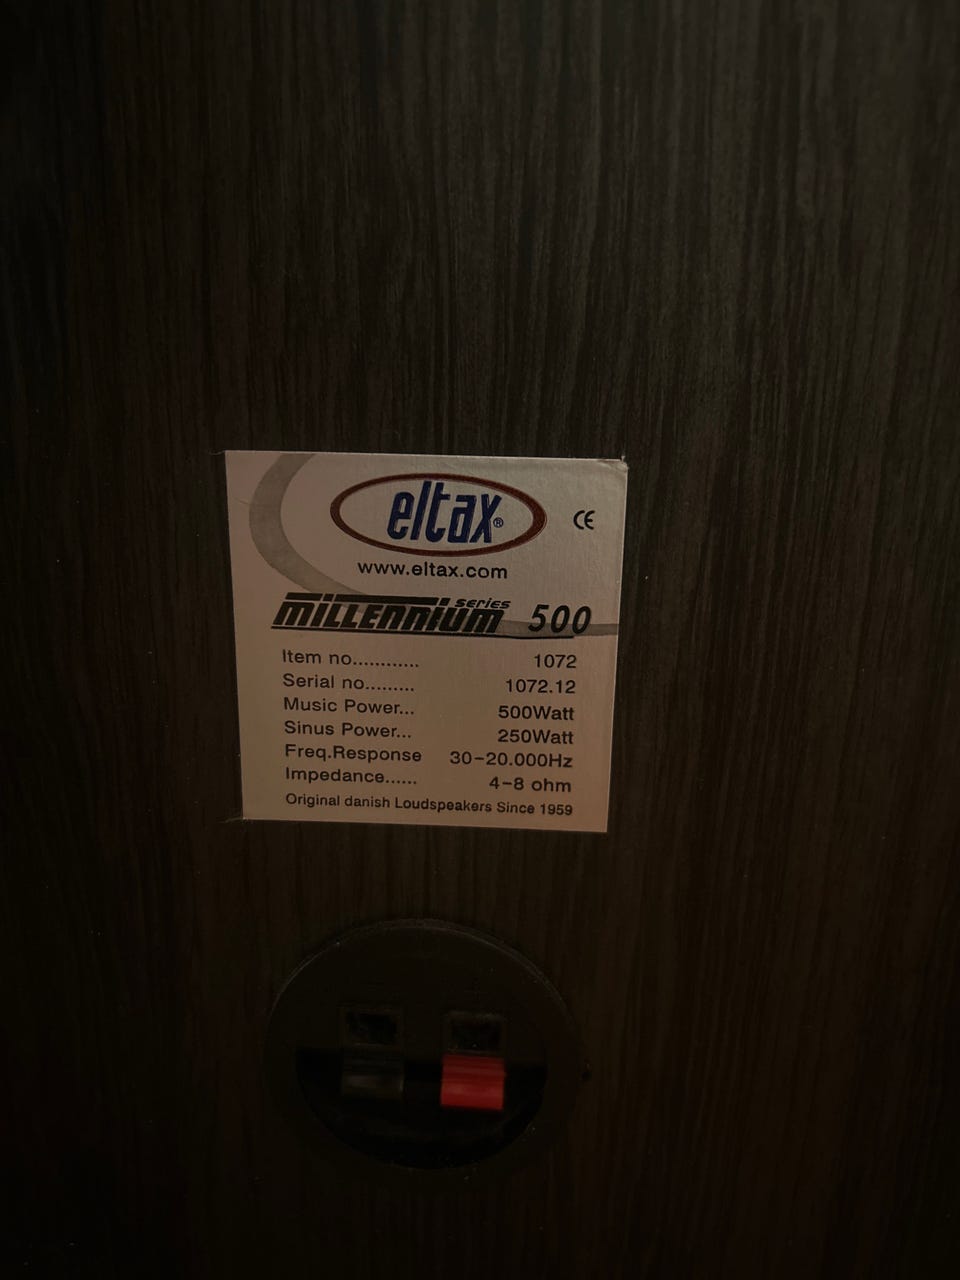 eltax®
CE
www.eltax.com
millennium series 500
Item no............ 1072
Serial no......... 1072.12
Music Power... 500Watt
Sinus Power... 250Watt
Freq.Response 30-20.000Hz
Impedance...... 4-8 ohm
Original danish Loudspeakers Since 1959